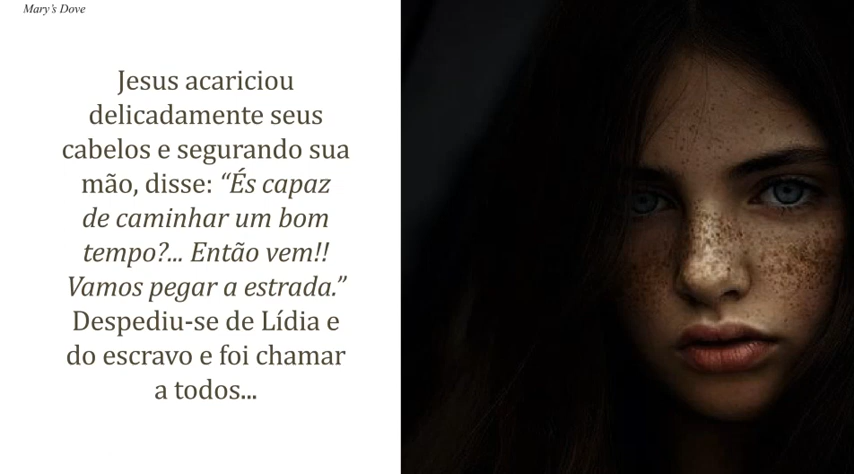 Mary's Dove
Jesus acariciou
delicadamente seus
cabelos e segurando sua
mão, disse: “És capaz
de caminhar um bom
tempo?... Então vem!!
Vamos pegar a estrada.”
Despediu-se de Lídia e
do escravo e foi chamar
a todos...